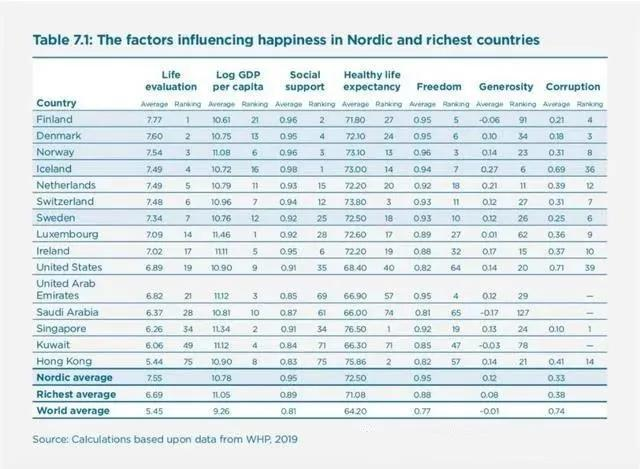 Table 7.1: The factors influencing happiness in Nordic and richest countries
Life evaluation Log GDP per capita Social support Healthy life expectancy Freedom Generosity Corruption
Country Average Ranking Average Ranking Average Ranking Average Ranking Average Ranking Average Ranking Average Ranking
Finland 7.77 1 10.61 21 0.96 2 71.80 27 0.95 5 -0.06 91 0.21 4
Denmark 7.60 2 10.75 13 0.95 4 72.10 24 0.95 6 0.10 34 0.18 3
Norway 7.54 3 11.08 6 0.96 3 73.10 13 0.96 3 0.14 23 0.31 8
Iceland 7.49 4 10.72 16 0.98 1 73.00 14 0.94 7 0.27 6 0.69 36
Netherlands 7.49 5 10.79 11 0.93 15 72.20 20 0.92 18 0.21 11 0.39 12
Switzerland 7.48 6 10.96 7 0.94 12 73.80 3 0.93 11 0.12 27 0.31 7
Sweden 7.34 7 10.76 12 0.92 25 72.50 18 0.93 10 0.12 26 0.25 6
Luxembourg 7.09 14 11.46 1 0.92 28 72.60 17 0.89 27 0.01 62 0.36 9
Ireland 7.02 17 11.11 5 0.95 6 72.20 19 0.88 32 0.17 15 0.37 10
United States 6.89 19 10.90 9 0.91 35 68.40 40 0.82 64 0.14 20 0.71 39
United Arab
Emirates 6.82 21 11.12 3 0.85 69 66.90 57 0.95 4 0.12 29 —
Saudi Arabia 6.37 28 10.81 10 0.87 61 66.00 74 0.81 65 -0.17 127 —
Singapore 6.26 34 11.34 2 0.91 34 76.50 1 0.92 19 0.13 24 0.10 1
Kuwait 6.06 49 11.12 4 0.84 71 66.30 71 0.85 47 -0.03 78 —
Hong Kong 5.44 75 10.90 8 0.83 75 75.86 2 0.82 57 0.14 21 0.41 14
Nordic average 7.55 10.78 0.95 72.50 0.95 0.12 0.33
Richest average 6.69 11.05 0.89 71.08 0.88 0.08 0.38
World average 5.45 9.26 0.81 64.20 0.77 -0.01 0.74
Source: Calculations based upon data from WHP, 2019